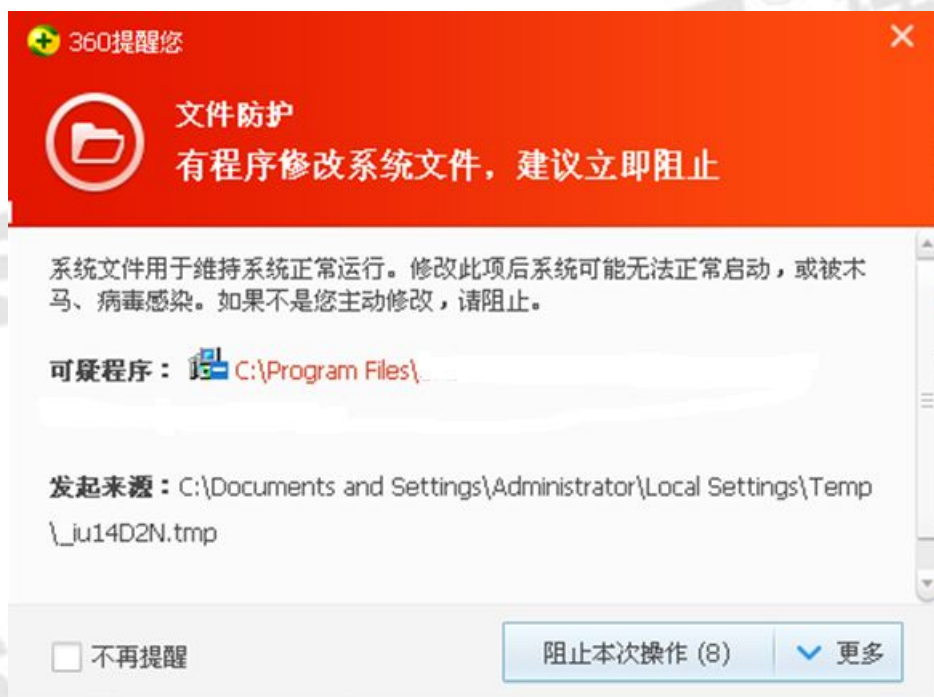 360提醒您
文件防护
有程序修改系统文件，建议立即阻止
系统文件用于维持系统正常运行。修改此项后系统可能无法正常启动，或被木
马、病毒感染。如果不是您主动修改，请阻止。
可疑程序： C:\Program Files\
发起来源：C:\Documents and Settings\Administrator\Local Settings\Temp
\_iu14D2N.tmp
不再提醒
阻止本次操作 (8) 更多